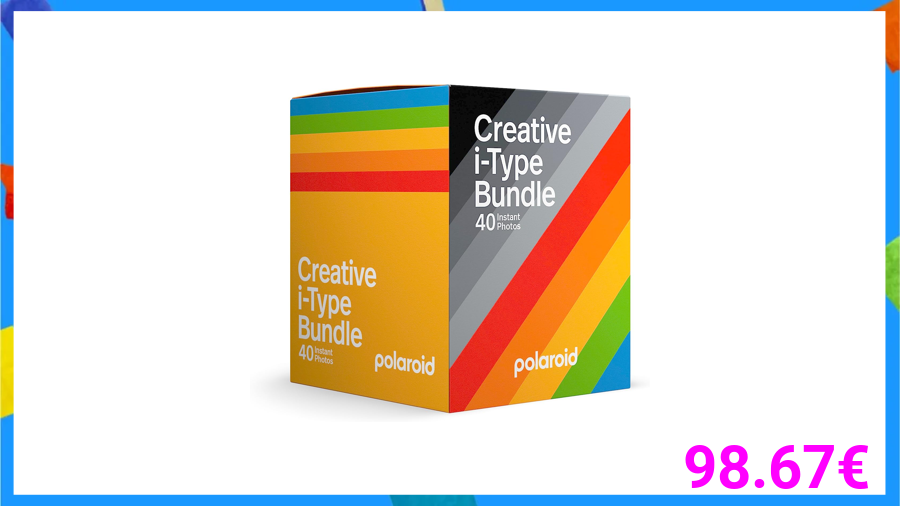 Creative
i-Type
Bundle
40 Instant
Photos
polaroid
Creative
i-Type
Bundle
40 Instant
Photos
polaroid
98.67€